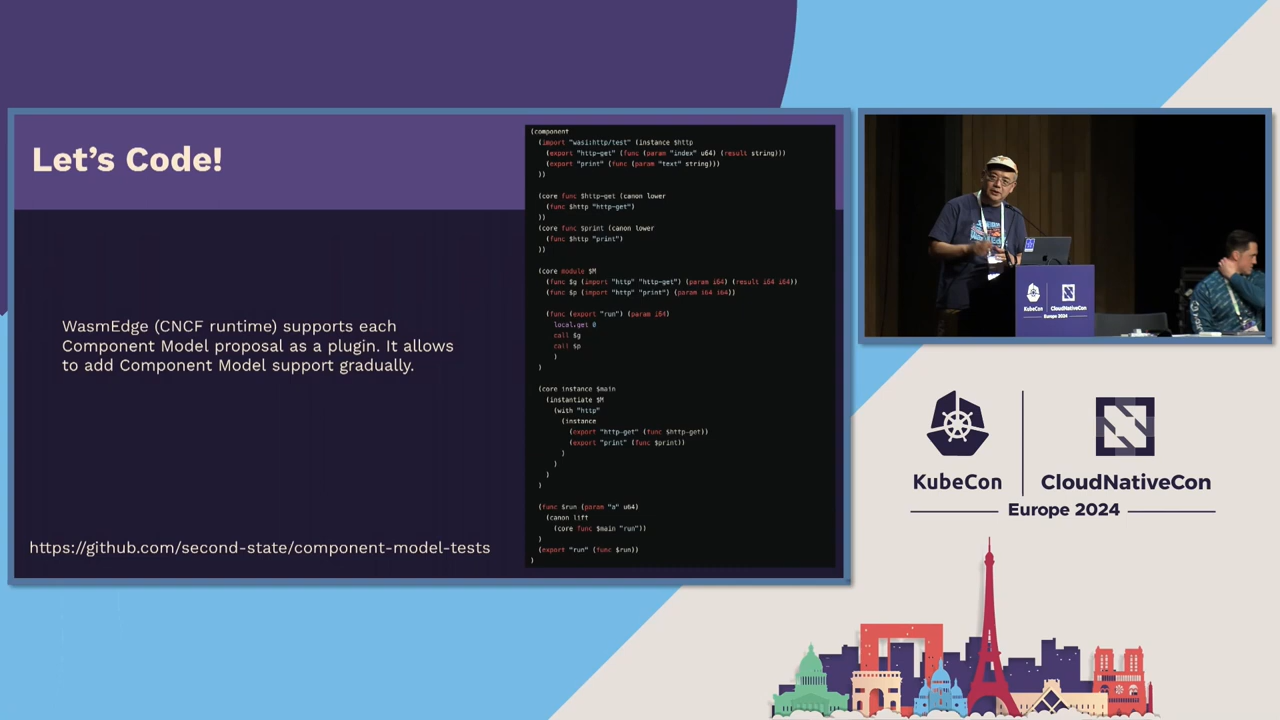 Let's Code!
WasmEdge (CNCF runtime) supports each
Component Model proposal as a plugin. It allows
to add Component Model support gradually.
https://github.com/second-state/component-model-tests
(component
(import "wasi:http/test" (instance $http
(export "http-get" (func (param "index" u64) (result string)))
(export "print" (func (param "text" string)))
))
(core func $http-get (canon lower
(func $http "http-get")
))
(core func $print (canon lower
(func $http "print")
))
(core module $M
(func $g (import "http" "http-get") (param i64) (result i64 i64))
(func $p (import "http" "print") (param i64 i64))
(func (export "run") (param i64)
local.get 0
call $g
call $p
)
)
(core instance $main
(instantiate $M
(with "http"
(instance
(export "http-get" (func $http-get))
(export "print" (func $print))
)
)
)
)
(func $run (param "a" u64)
(canon lift
(core func $main "run"))
)
(export "run" (func $run))
)
KubeCon
CloudNativeCon
Europe 2024
KubeCon
CloudNativeCon
Europe 2024